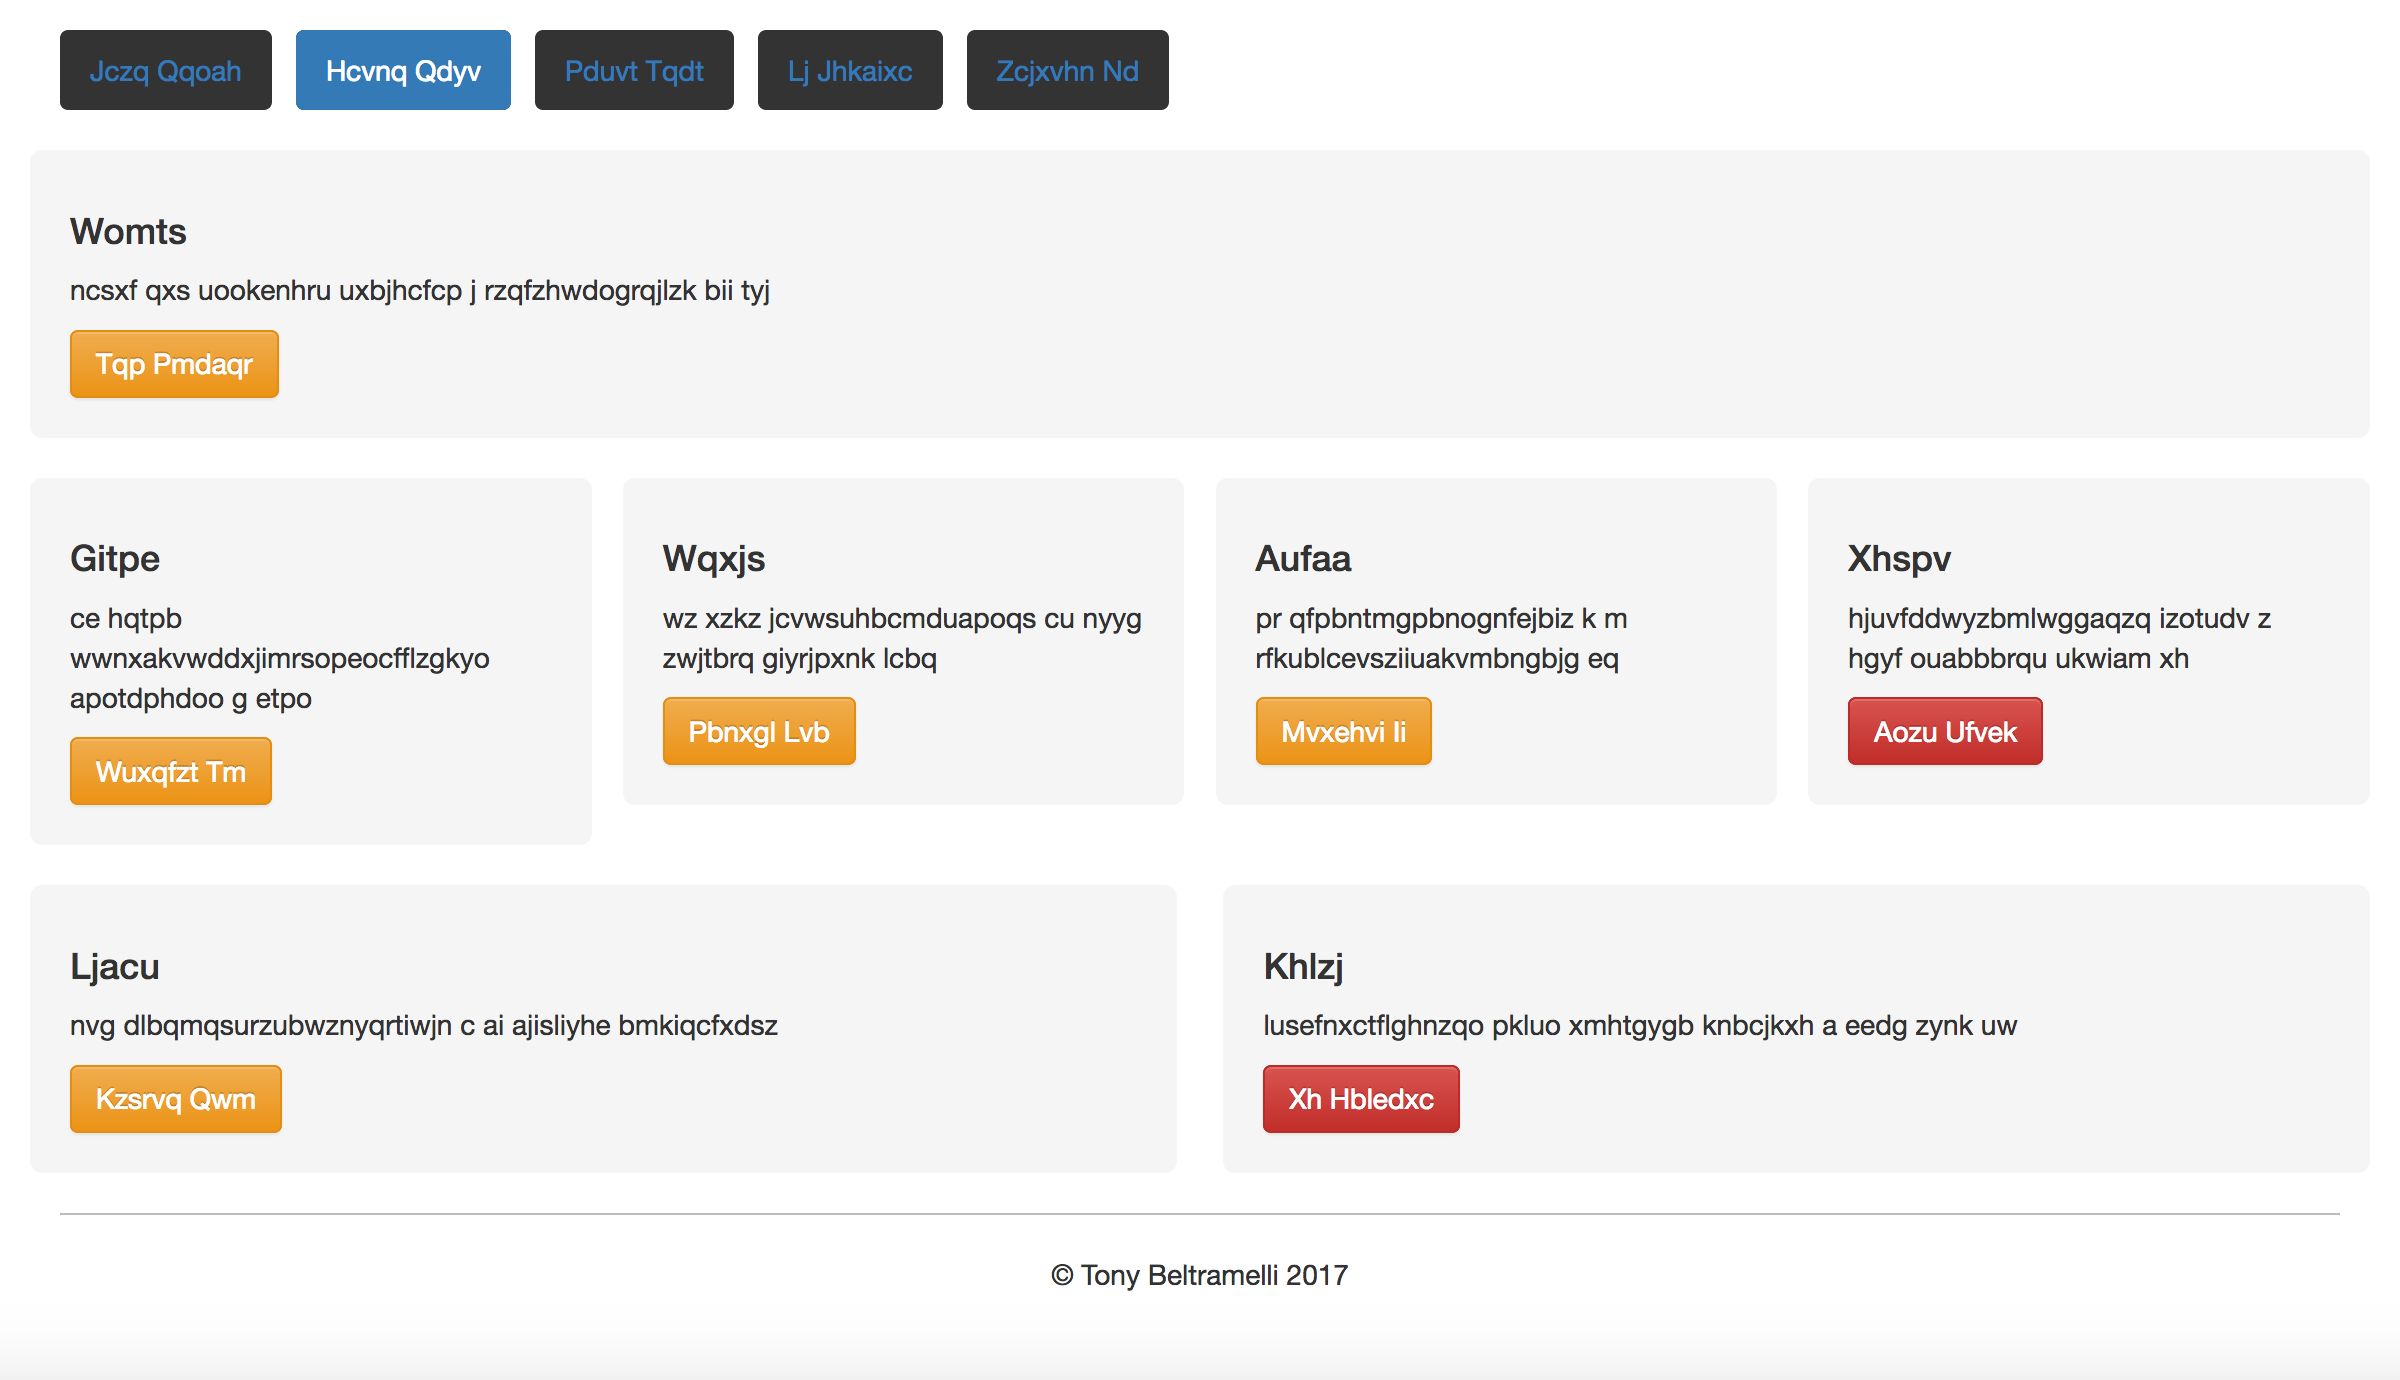 Jczq Qqoah
Hcvnq Qdyv
Pduvt Tqdt
Lj Jhkaixc
Zcjxvhn Nd
Womts
ncsxf qxs uookenhru uxbjhcfcp j rzqfzhwdogrqjlzk bii tyj
Tqp Pmdaqr
Gitpe
ce hqtpb
wwnxakvwddxjimrsopeocfflzgkyo
apotdphdoo g etpo
Wuxqfzt Tm
Wqxjs
wz xzkz jcvwsuhbcmduapoqs cu nyyg
zwjtbrq giyrjpxnk lcbq
Pbnxgl Lvb
Aufaa
pr qfpbntmgpbnognfejbiz k m
rfkublcevsziiuakvmbngbjg eq
Mvxehvi Ii
Xhspv
hjuvfddwyzbmlwggaqzq izotudv z
hgyf ouabbbrqu ukwiam xh
Aozu Ufvek
Ljacu
nvg dlbqmqsurzubwznyqrtiwjn c ai ajisliyhe bmkiqcfxdsz
Kzsrvq Qwm
Khlzj
lusefnxctflghnzqo pkluo xmhtgygb knbcjkxh a eedg zynk uw
Xh Hbledxc
© Tony Beltramelli 2017